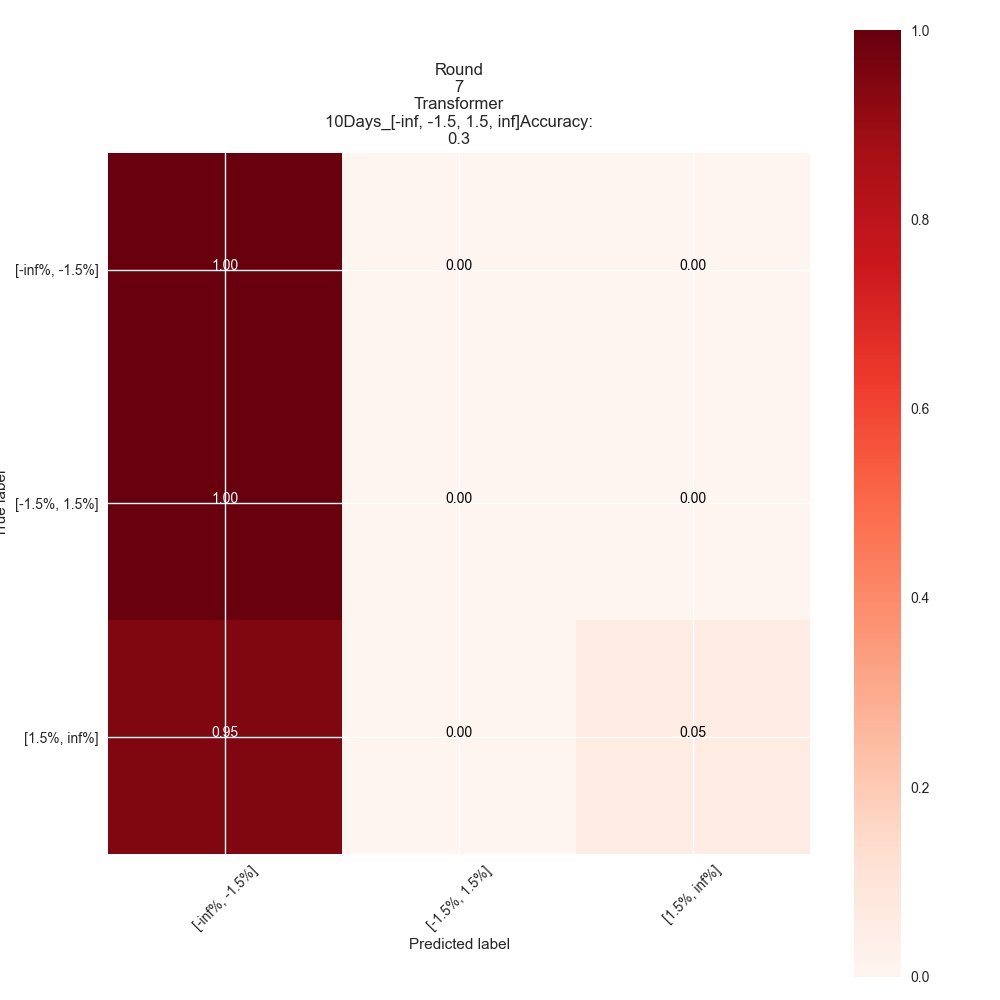 Round
7
Transformer
10Days_[-inf, -1.5, 1.5, inf]Accuracy:
0.3
1.0
0.8
0.6
0.4
0.2
0.0
[-inf%, -1.5%]
1.00
0.00
0.00
[-1.5%, 1.5%]
1.00
0.00
0.00
[1.5%, inf%]
0.95
0.00
0.05
True label
[-inf%, -1.5%]
[-1.5%, 1.5%]
[1.5%, inf%]
Predicted label